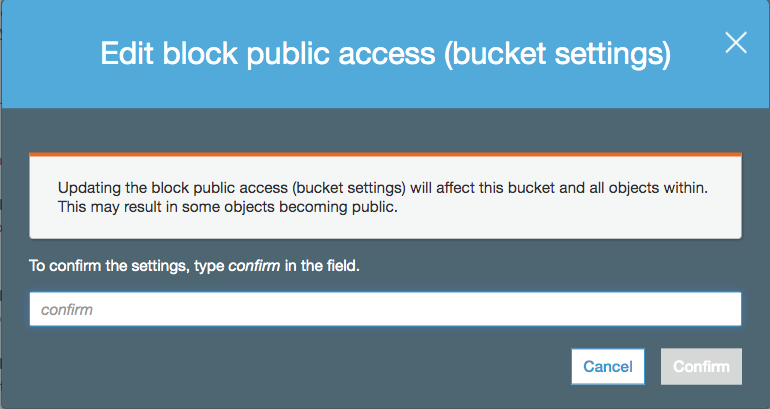 Edit block public access (bucket settings)
Updating the block public access (bucket settings) will affect this bucket and all objects within.
This may result in some objects becoming public.
To confirm the settings, type confirm in the field.
confirm
Cancel
Confirm